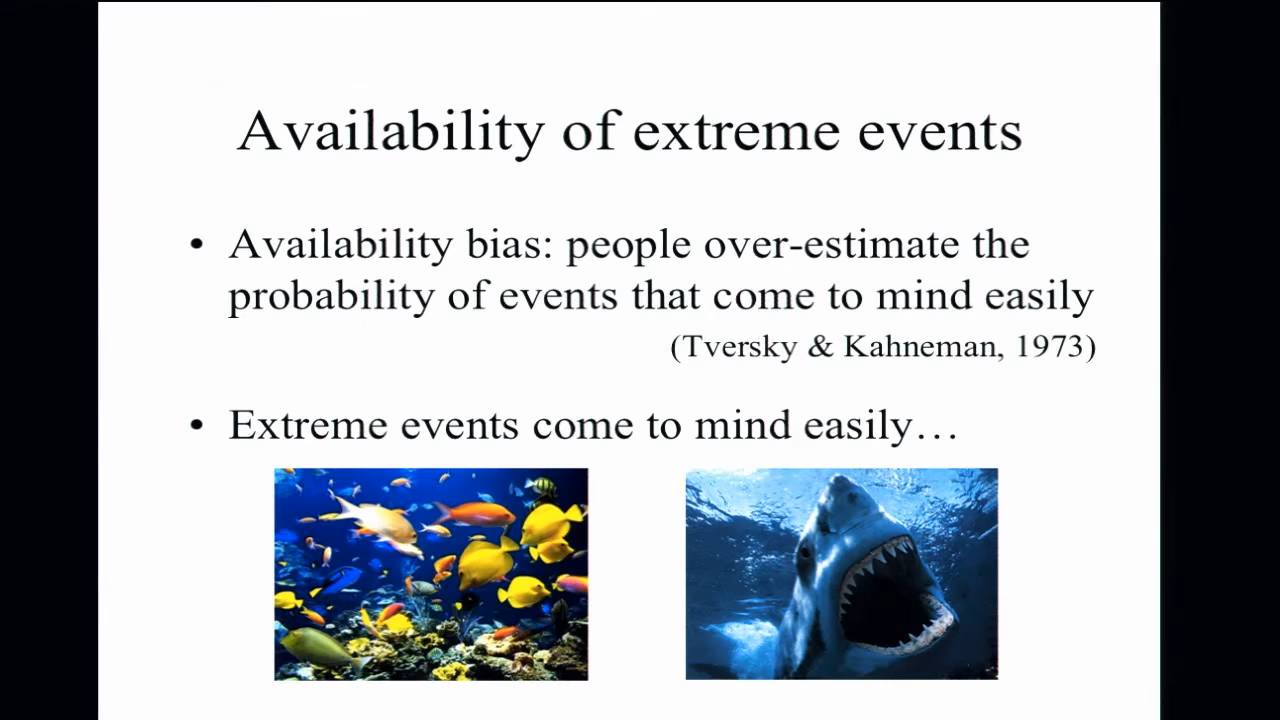 Availability of extreme events
• Availability bias: people over-estimate the
probability of events that come to mind easily
(Tversky & Kahneman, 1973)
• Extreme events come to mind easily…